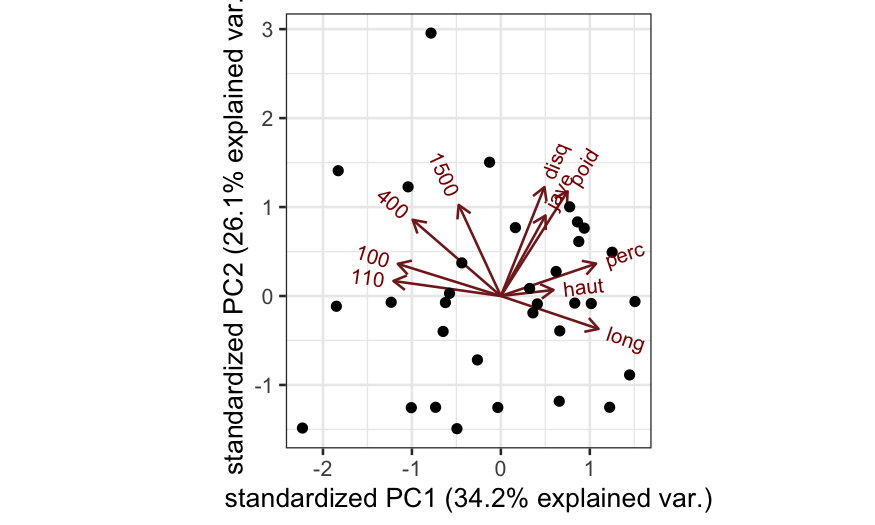 standardized PC2 (26.1% explained var.
3
2
1
0
-1
disq
poid
jave
1500
400
100
110
perc
haut
long
-2
-1
0
1
standardized PC1 (34.2% explained var.)